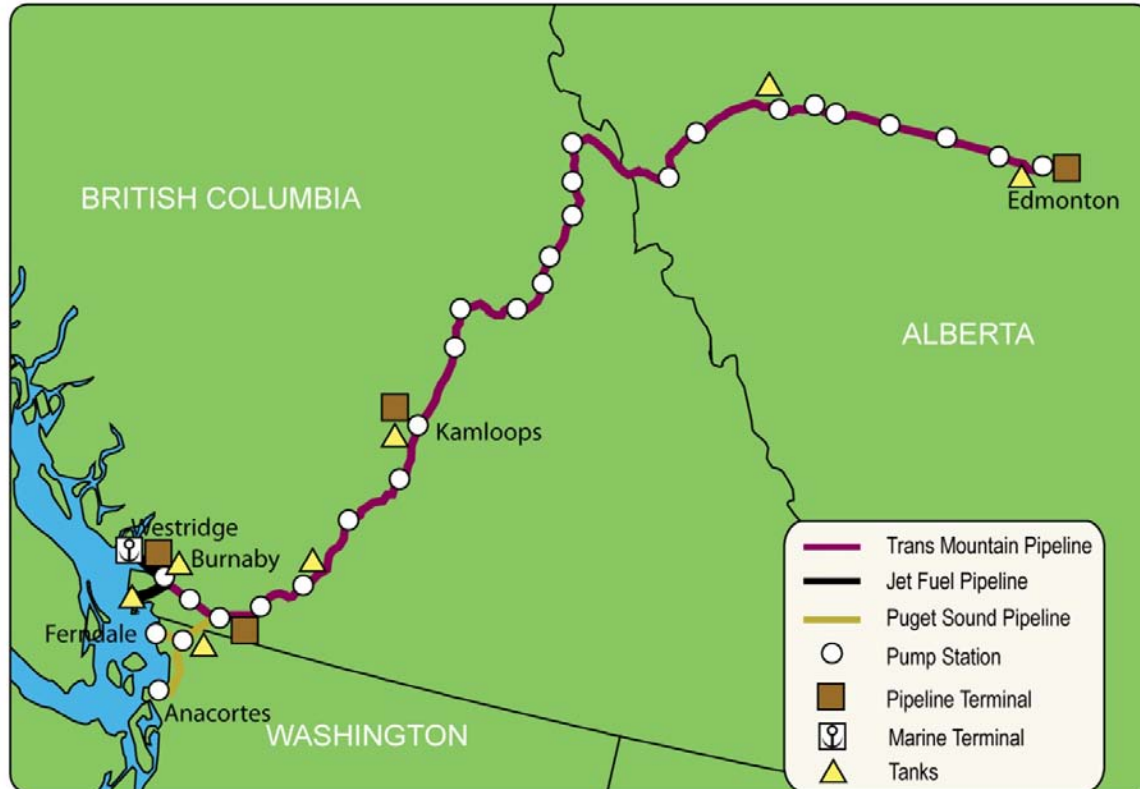 BRITISH COLUMBIA
Edmonton
ALBERTA
Kamloops
Westridge
Burnaby
Ferndale
Anacortes
WASHINGTON
Trans Mountain Pipeline
Jet Fuel Pipeline
Puget Sound Pipeline
Pump Station
Pipeline Terminal
Marine Terminal
Tanks